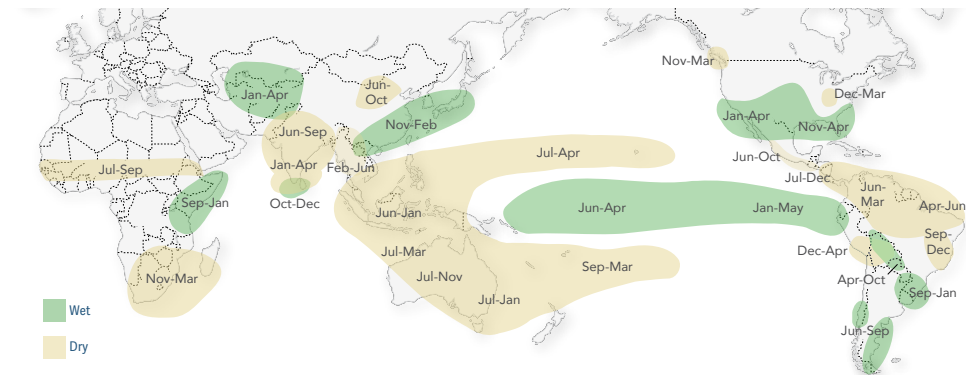 Nov-Mar
Jan-Apr
Jun-
Oct
Dec-Mar
Jan-Apr
Nov-Feb
Nov-Apr
Jun-Sep
Jul-Apr
Jun-Oct
Jul-Sep
Jan-Apr
Feb-Jun
Jul-Dec
Jun-
Mar
Sep-Jan
Oct-Dec
Jun-Jan
Jun-Apr
Jan-May
Apr-Jun
Sep-
Dec
Jul-Mar
Dec-Apr
Nov-Mar
Jul-Nov
Sep-Mar
Apr-Oct
Jul-Jan
Sep-Jan
Wet
Jun-Sep
Dry